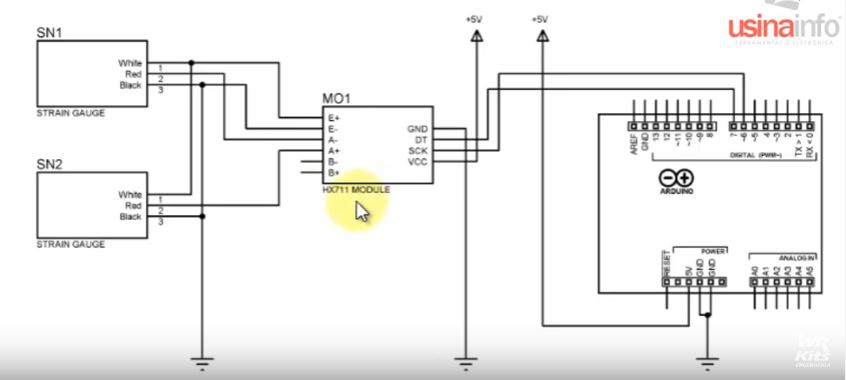 usinainfo
FERRAMENTAS E ELETRÔNICA
+5V +5V
SN1
White 1
Red 2
Black 3
STRAIN GAUGE
MO1
E+
E-
A-
A+
B-
B+
GND
DT
SCK
VCC
HX711 MODULE
SN2
White 1
Red 2
Black 3
STRAIN GAUGE
AREF
GND
13
12
~11
~10
~9
8
7
~6
~5
4
~3
2
TX > 1
RX < 0
DIGITAL (PWM~)
ARDUINO
POWER
RESET
5V
GND
GND
ANALOG IN
A0
A1
A2
A3
A4
A5
WR
Kits
ENGENHARIA